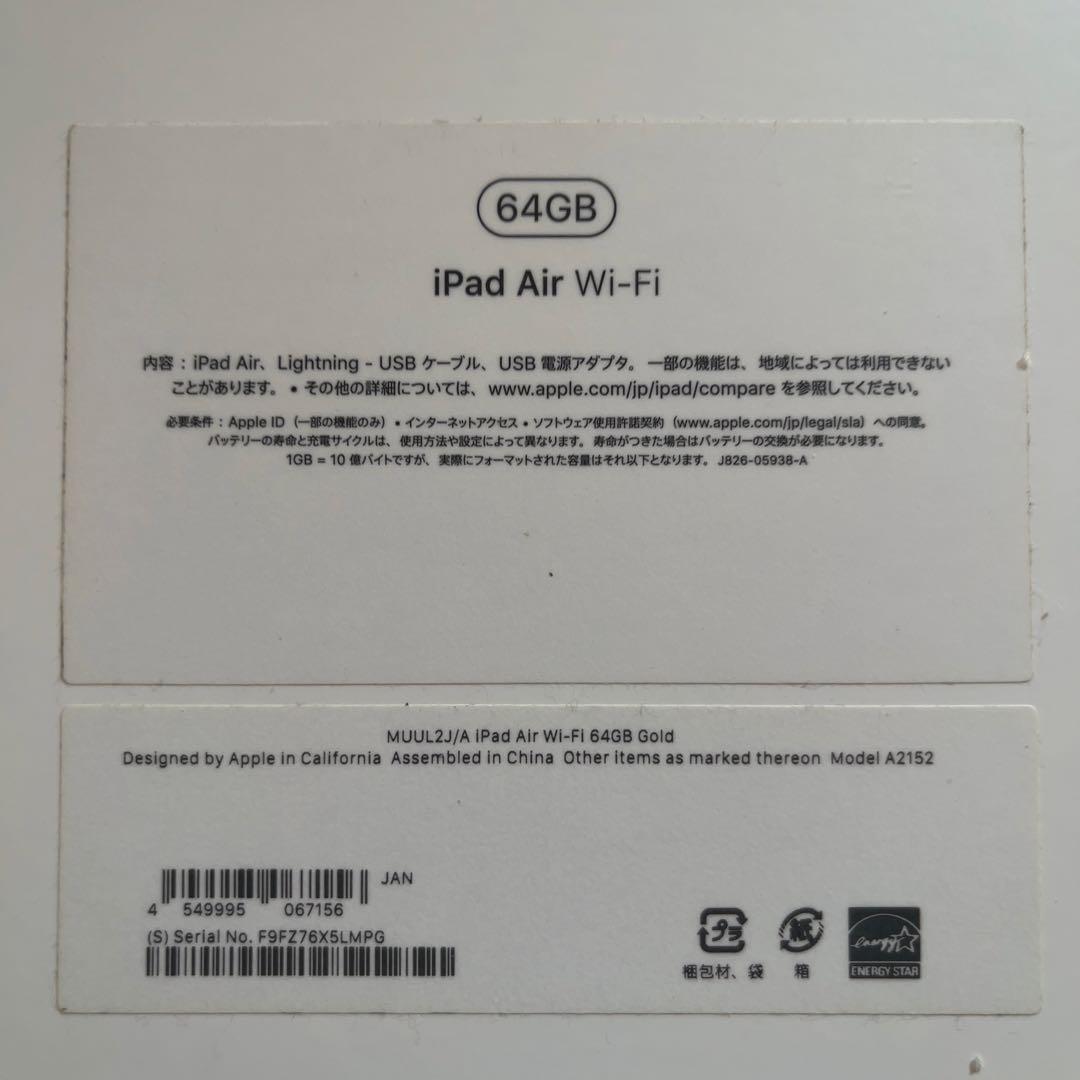 64GB
iPad Air Wi-Fi
内容：iPad Air、Lightning - USB ケーブル、USB 電源アダプタ。一部の機能は、地域によっては利用できない
ことがあります。• その他の詳細については、www.apple.com/jp/ipad/compare を参照してください。
必要条件：Apple ID（一部の機能のみ）• インターネットアクセス • ソフトウェア使用許諾契約（www.apple.com/jp/legal/sla）への同意。
バッテリーの寿命と充電サイクルは、使用方法や設定によって異なります。寿命がつきた場合はバッテリーの交換が必要になります。
1GB = 10 億バイトですが、実際にフォーマットされた容量はそれ以下となります。J826-05938-A
MUUL2J/A iPad Air Wi-Fi 64GB Gold
Designed by Apple in California Assembled in China Other items as marked thereon Model A2152
JAN
4 549995 067156
(S) Serial No. F9FZ76X5LMPG
プラ 紙 energy
梱包材、袋 箱 ENERGY STAR